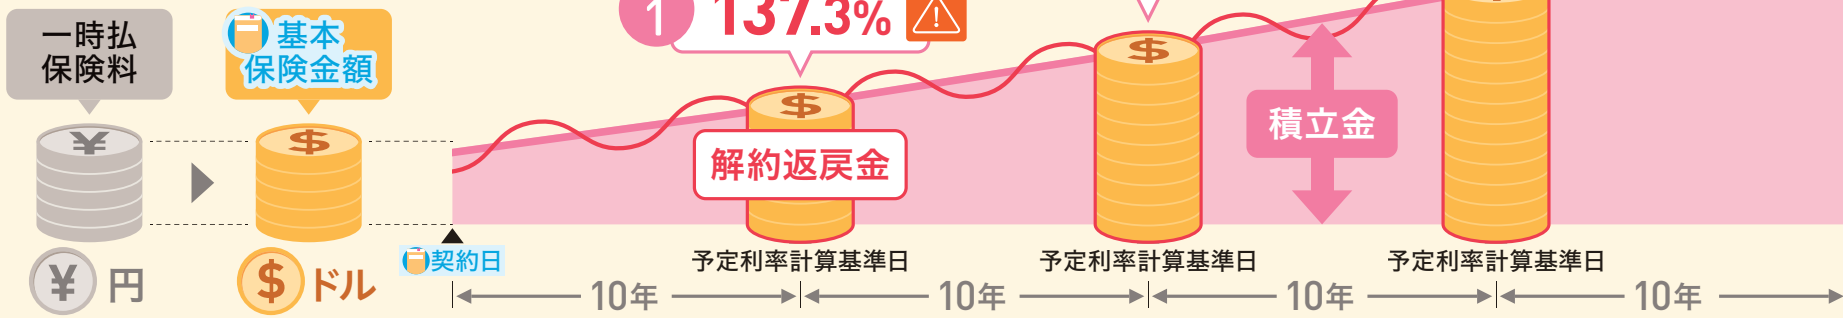 一時払
保険料
基本
保険金額
1 137.3%
$
$
$
¥
$
解約返戻金
積立金
¥ 円
$ ドル
契約日
予定利率計算基準日
予定利率計算基準日
予定利率計算基準日
10年
10年
10年
10年